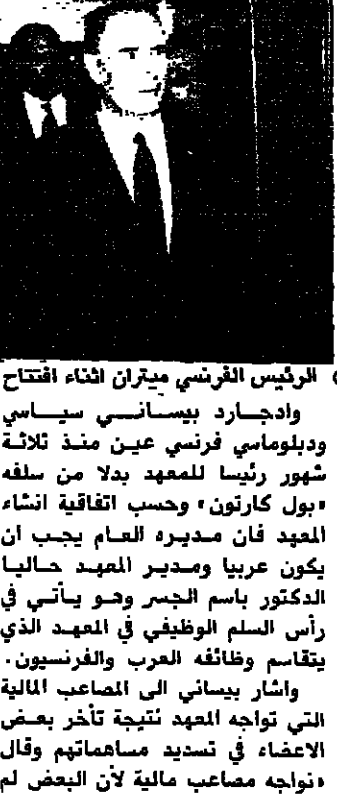 الرئيس الفرنسي ميتران اثناء افتتاح
وادجارد بيساني سياسي
ودبلوماسي فرنسي عين منذ ثلاثة
شهور رئيسا للمعهد بدلا من سلفه
«بول كارتون» وحسب اتفاقية انشاء
المعهد فان مديره العام يجب ان
يكون عربيا ومدير المعهد حاليا
الدكتور باسم الجسر وهو يأتي في
رأس السلم الوظيفي في المعهد الذي
يتقاسم وظائفه العرب والفرنسيون.
واشار بيساني الى المصاعب المالية
التي تواجه المعهد نتيجة تأخر بعض
الاعضاء في تسديد مساهماتهم وقال
«نواجه مصاعب مالية لأن البعض لم